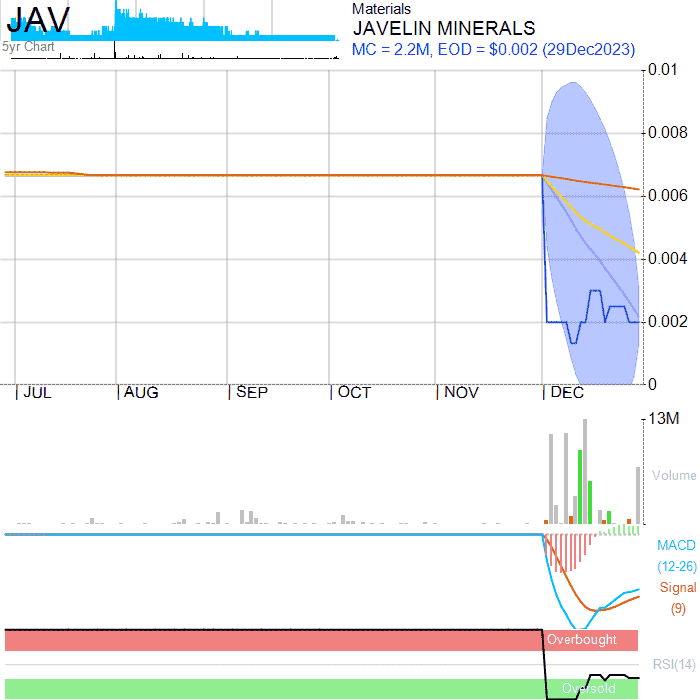 JAV
5yr Chart
Materials
JAVELIN MINERALS
MC = 2.2M, EOD = $0.002 (29Dec2023)
0.01
0.008
0.006
0.004
0.002
0
JUL AUG SEP OCT NOV DEC
13M
Volume
MACD
(12-26)
Signal
(9)
Overbought
RSI(14)
Oversold